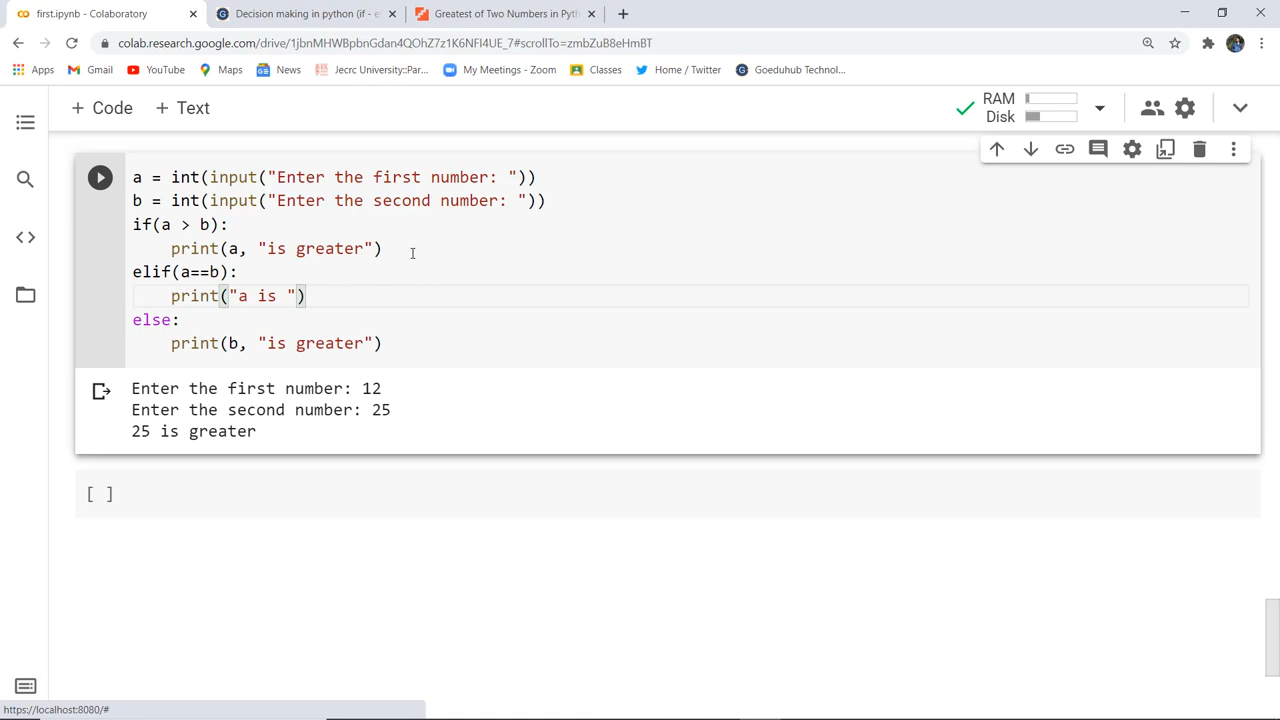 first.ipynb - Colaboratory
Decision making in python (if - e
Greatest of Two Numbers in Pyth
colab.research.google.com/drive/1jbnMHWBpbnGdan4QOhZ7z1K6NFI4UE_7#scrollTo=zmbZuB8eHmBT
Apps
Gmail
YouTube
Maps
News
Jecrc University::Par...
My Meetings - Zoom
Classes
Home / Twitter
Goeduhub Technol...
+ Code
+ Text
RAM
Disk
a = int(input("Enter the first number: "))
b = int(input("Enter the second number: "))
if(a > b):
    print(a, "is greater")
elif(a==b):
    print("a is ")
else:
    print(b, "is greater")
Enter the first number: 12
Enter the second number: 25
25 is greater
[ ]
https://localhost:8080/#